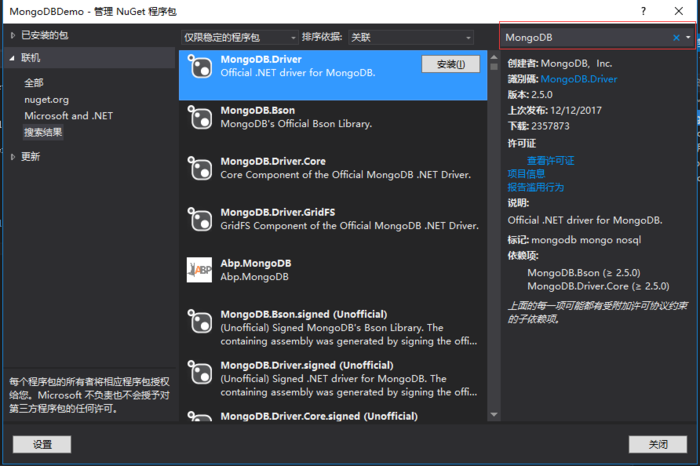 MongoDBDemo - 管理 NuGet 程序包
已安装的包
联机
全部
nuget.org
Microsoft and .NET
搜索结果
更新
每个程序包的所有者将相应程序包授权
给您。Microsoft 不负责也不会授予对
第三方程序包的任何许可。
设置
仅限稳定的程序包
排序依据: 关联
MongoDB.Driver
Official .NET driver for MongoDB.
安装(I)
MongoDB.Bson
MongoDB's Official Bson Library.
MongoDB.Driver.Core
Core Component of the Official MongoDB .NET Driver.
MongoDB.Driver.GridFS
GridFS Component of the Official MongoDB .NET Driver.
ABP
Abp.MongoDB
Abp.MongoDB
MongoDB.Bson.signed (Unofficial)
(Unofficial) Signed MongoDB's Bson Library. The
containing assembly was generated by signing the offi...
MongoDB.Driver.signed (Unofficial)
(Unofficial) Signed .NET driver for MongoDB. The
containing assembly was generated by signing the offi...
MongoDB.Driver.Core.signed (Unofficial)
MongoDB
创建者: MongoDB, Inc.
识别码: MongoDB.Driver
版本: 2.5.0
上次发布: 12/12/2017
下载: 2357873
许可证
查看许可证
项目信息
报告滥用行为
说明:
Official .NET driver for MongoDB.
标记: mongodb mongo nosql
依赖项:
MongoDB.Bson (≥ 2.5.0)
MongoDB.Driver.Core (≥ 2.5.0)
上面的每一项可能都有受附加许可协议约束
的子依赖项。
关闭